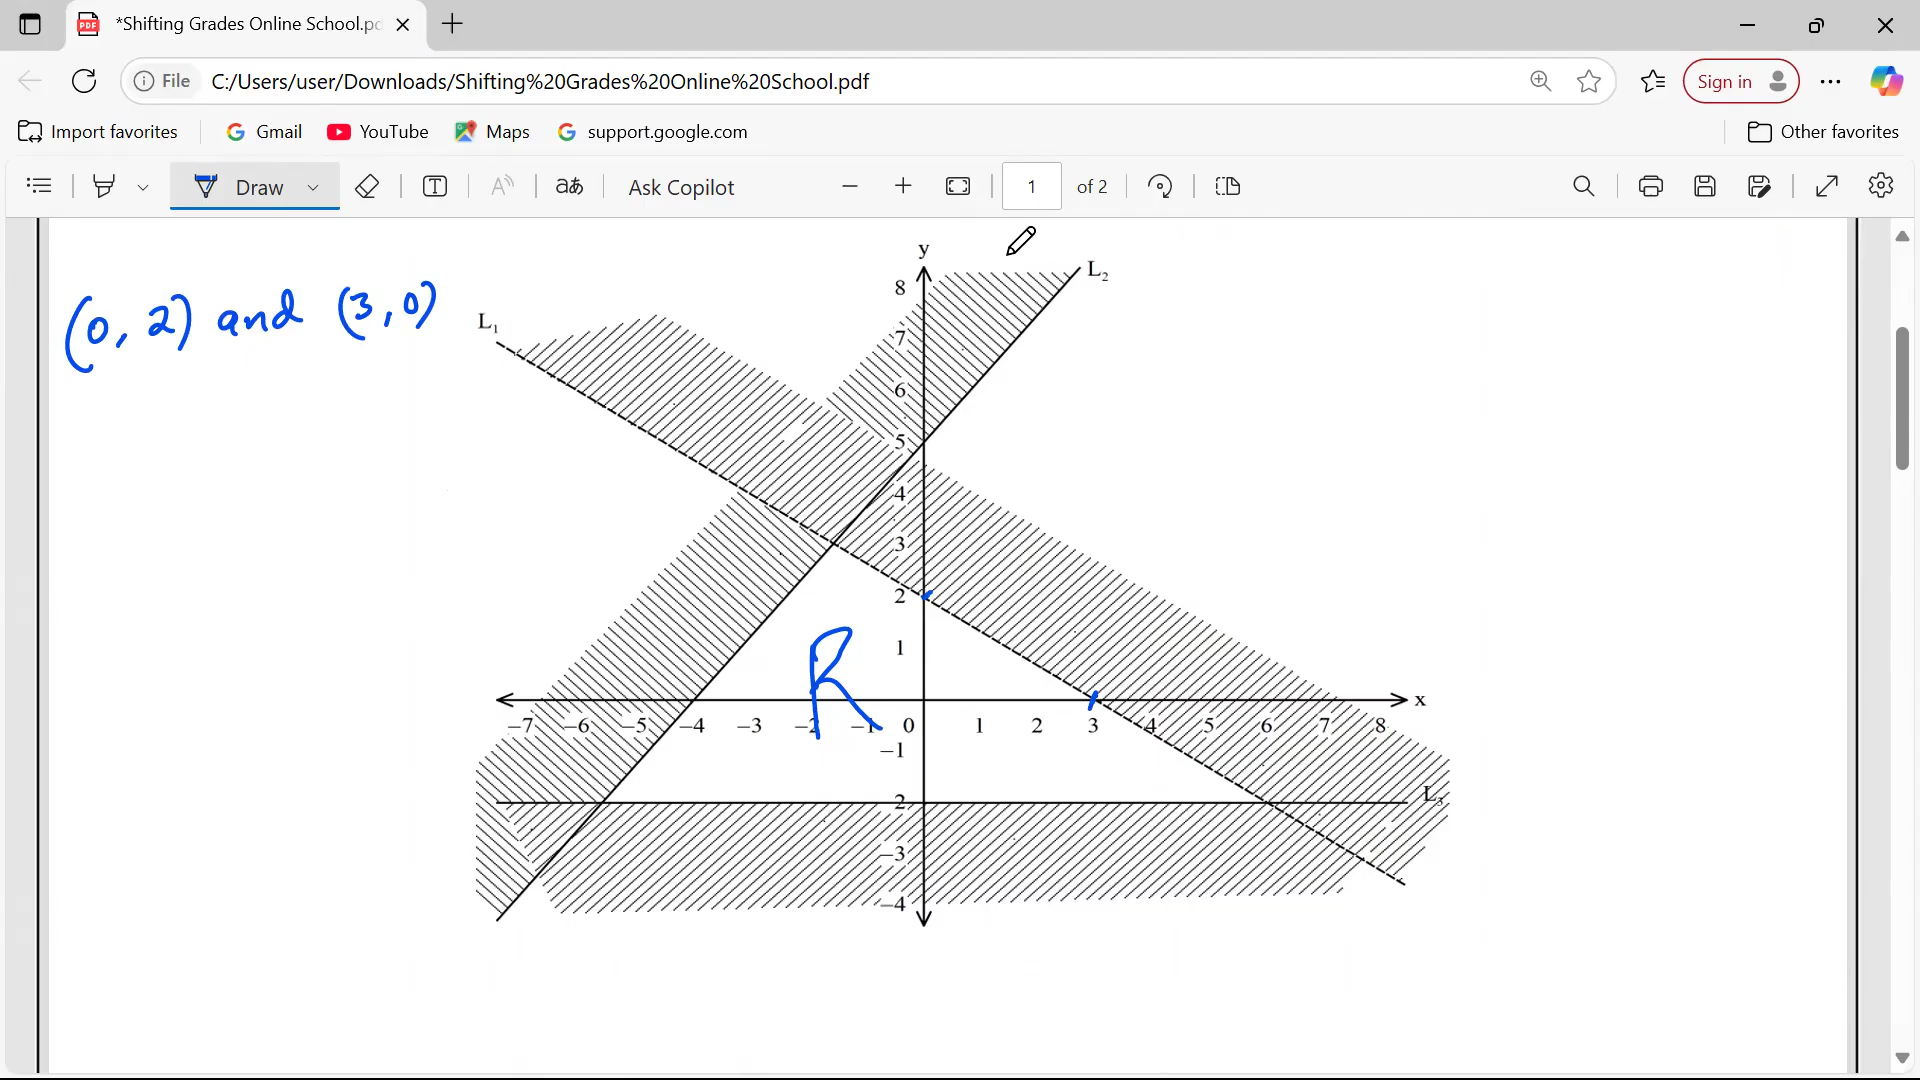 *Shifting Grades Online School.pd
File C:/Users/user/Downloads/Shifting%20Grades%20Online%20School.pdf
Sign in
Import favorites Gmail YouTube Maps support.google.com Other favorites
Draw Ask Copilot 1 of 2
(0, 2) and (3, 0)
y
L₂
L₁
8
7
6
5
4
3
2
R
1
x
−7 −6 −5 −4 −3 −2 −1 0 1 2 3 4 5 6 7 8
−1
L₃
2
−3
−4